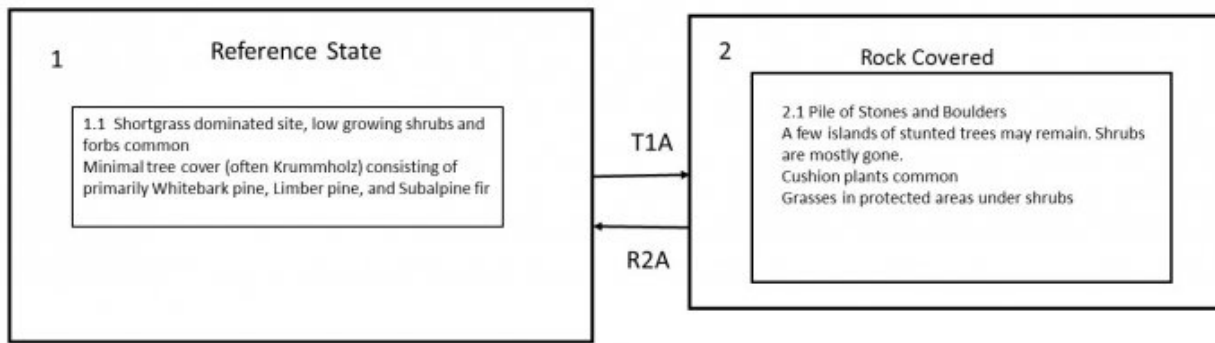 1
Reference State
1.1 Shortgrass dominated site, low growing shrubs and
forbs common
Minimal tree cover (often Krummholz) consisting of
primarily Whitebark pine, Limber pine, and Subalpine fir
T1A
R2A
2
Rock Covered
2.1 Pile of Stones and Boulders
A few islands of stunted trees may remain. Shrubs
are mostly gone.
Cushion plants common
Grasses in protected areas under shrubs